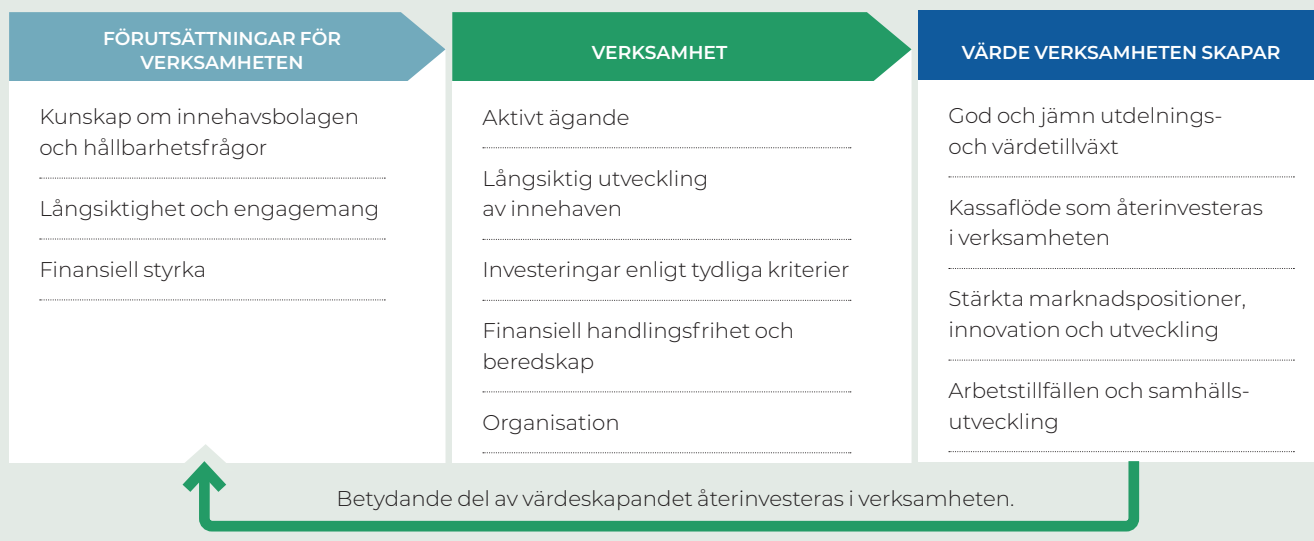 FÖRUTSÄTTNINGAR FÖR
VERKSAMHETEN
Kunskap om innehavsbolagen
och hållbarhetsfrågor
Långsiktighet och engagemang
Finansiell styrka
VERKSAMHET
Aktivt ägande
Långsiktig utveckling
av innehaven
Investeringar enligt tydliga kriterier
Finansiell handlingsfrihet och
beredskap
Organisation
VÄRDE VERKSAMHETEN SKAPAR
God och jämn utdelnings-
och värdetillväxt
Kassaflöde som återinvesteras
i verksamheten
Stärkta marknadspositioner,
innovation och utveckling
Arbetstillfällen och samhälls-
utveckling
Betydande del av värdeskapandet återinvesteras i verksamheten.